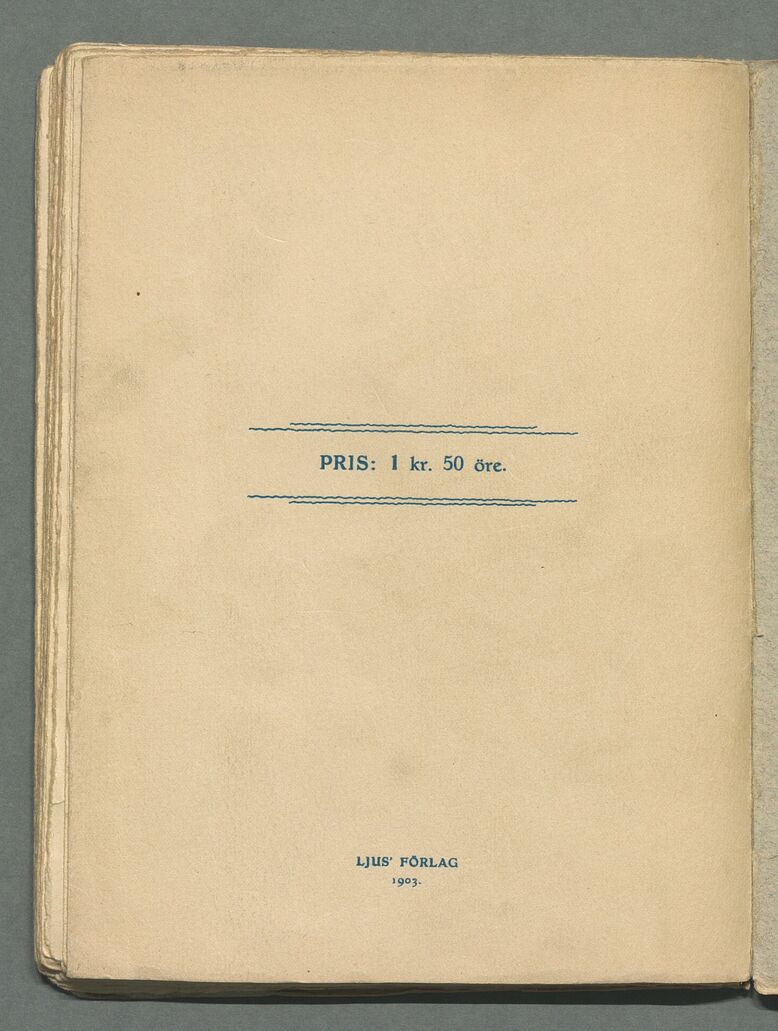 PRIS: 1 kr. 50 öre.
LJUS' FÖRLAG
1903.